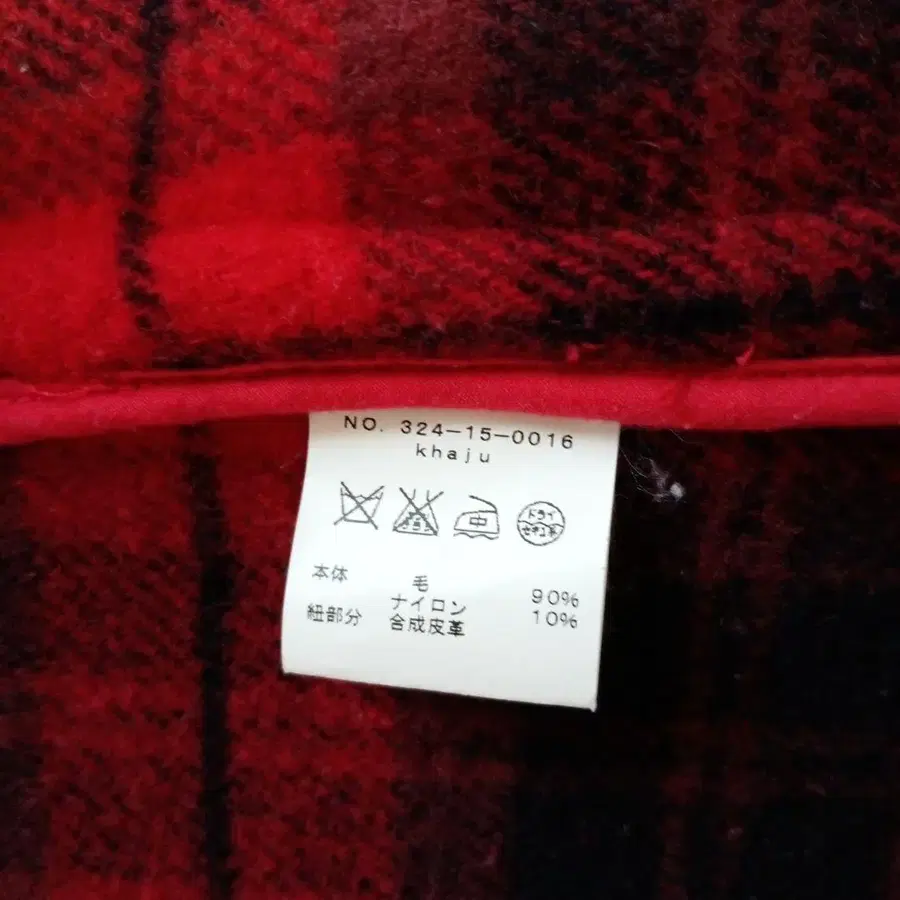 NO. 324-15-0016
khaju
中
ドライ
セキユ系
本体 毛 90%
ナイロン 10%
紐部分 合成皮革